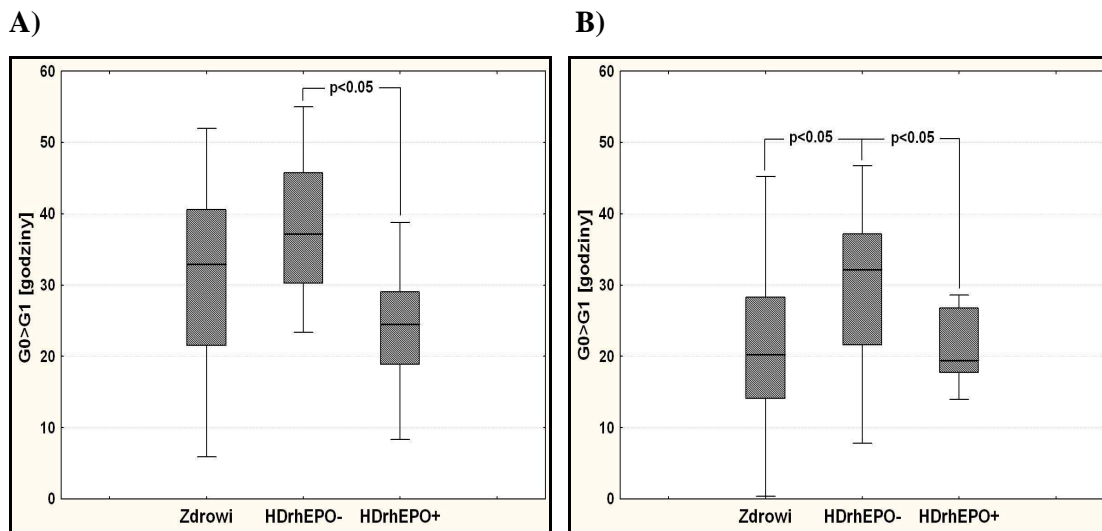 A)
B)
60
50
40
30
20
10
0
G0>G1 [godziny]
p<0.05
Zdrowi HDrhEPO- HDrhEPO+
60
50
40
30
20
10
0
G0>G1 [godziny]
p<0.05 p<0.05
Zdrowi HDrhEPO- HDrhEPO+